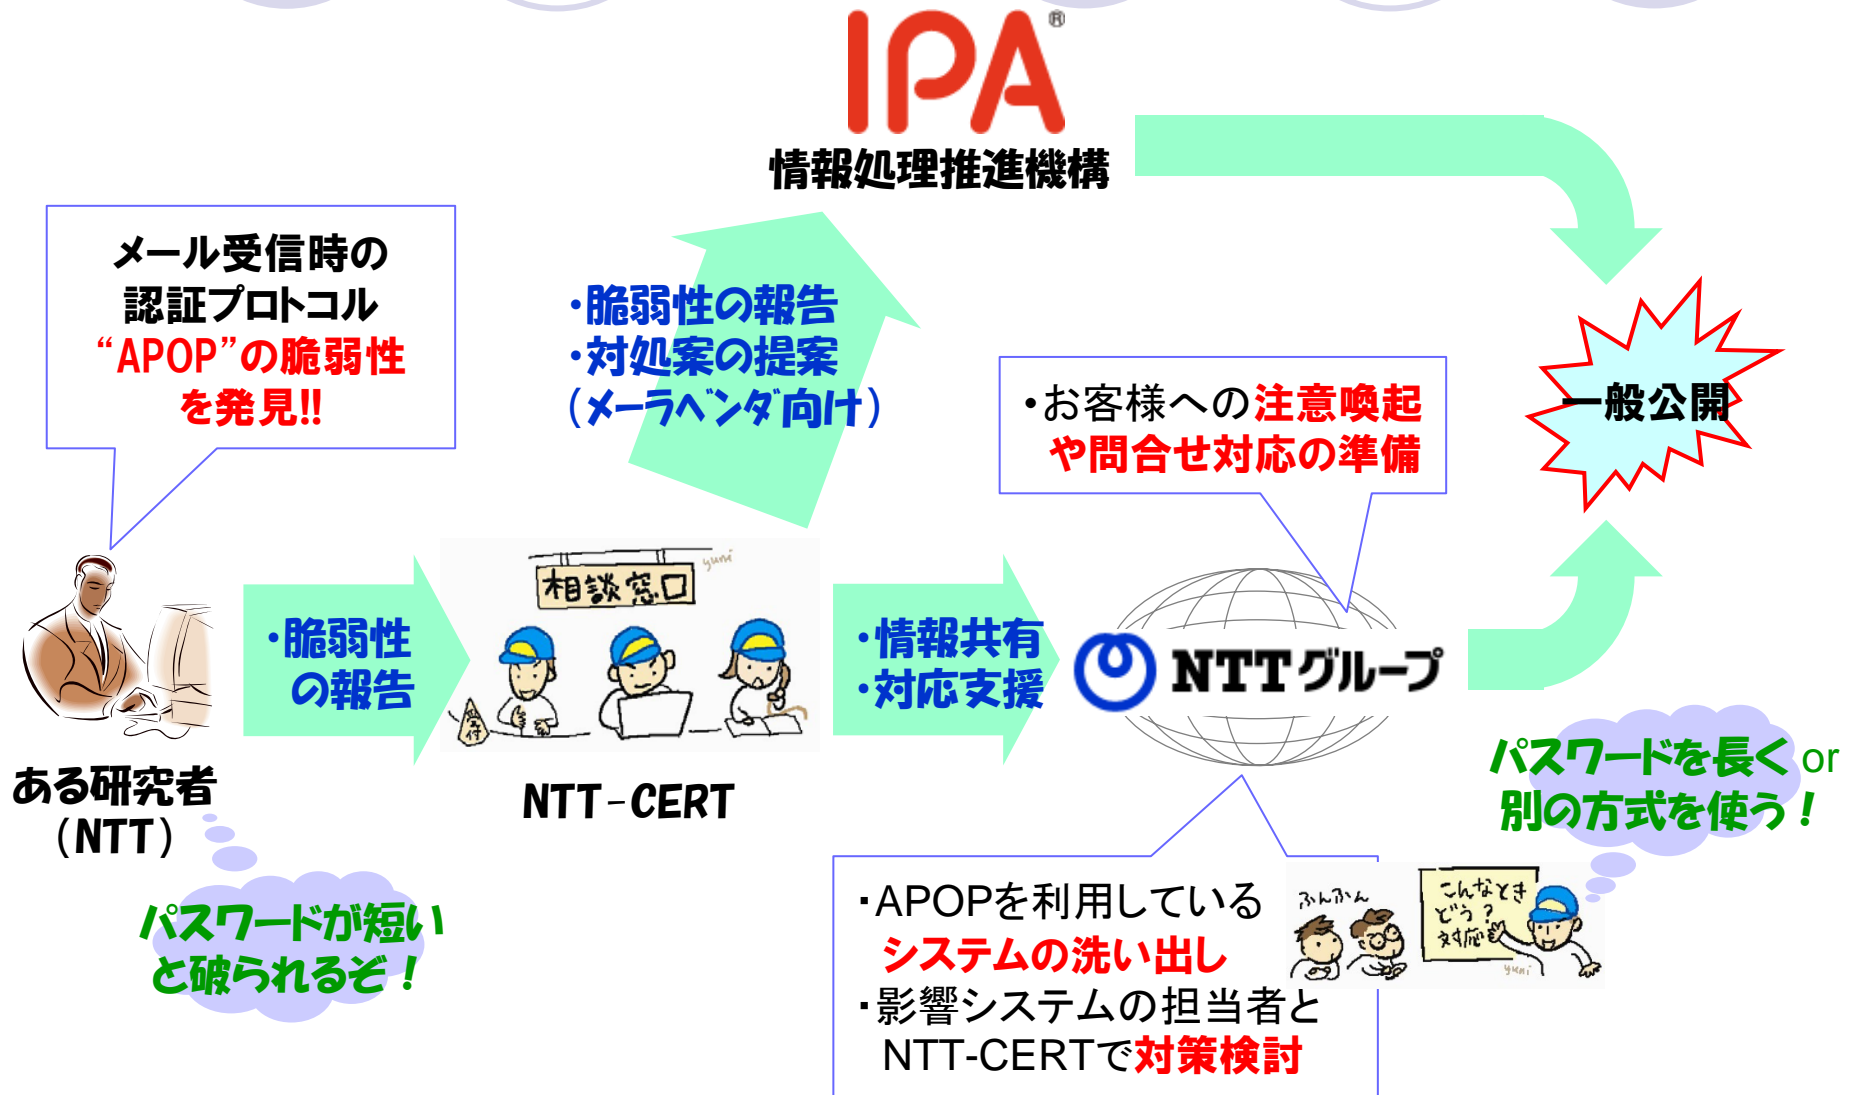 IPA®
情報処理推進機構
メール受信時の
認証プロトコル
“APOP”の脆弱性
を発見!!
・脆弱性の報告
・対処案の提案
（メーラベンダ向け）
・お客様への注意喚起
や問合せ対応の準備
一般公開
相談窓口
yuni
・脆弱性
の報告
受付
・情報共有
・対応支援
NTTグループ
ある研究者
（NTT）
NTT-CERT
パスワードが短い
と破られるぞ！
パスワードを長く or
別の方式を使う！
・APOPを利用している
システムの洗い出し
・影響システムの担当者と
NTT-CERTで対策検討
ふんふん
こんなとき
どう？
対応
yuni